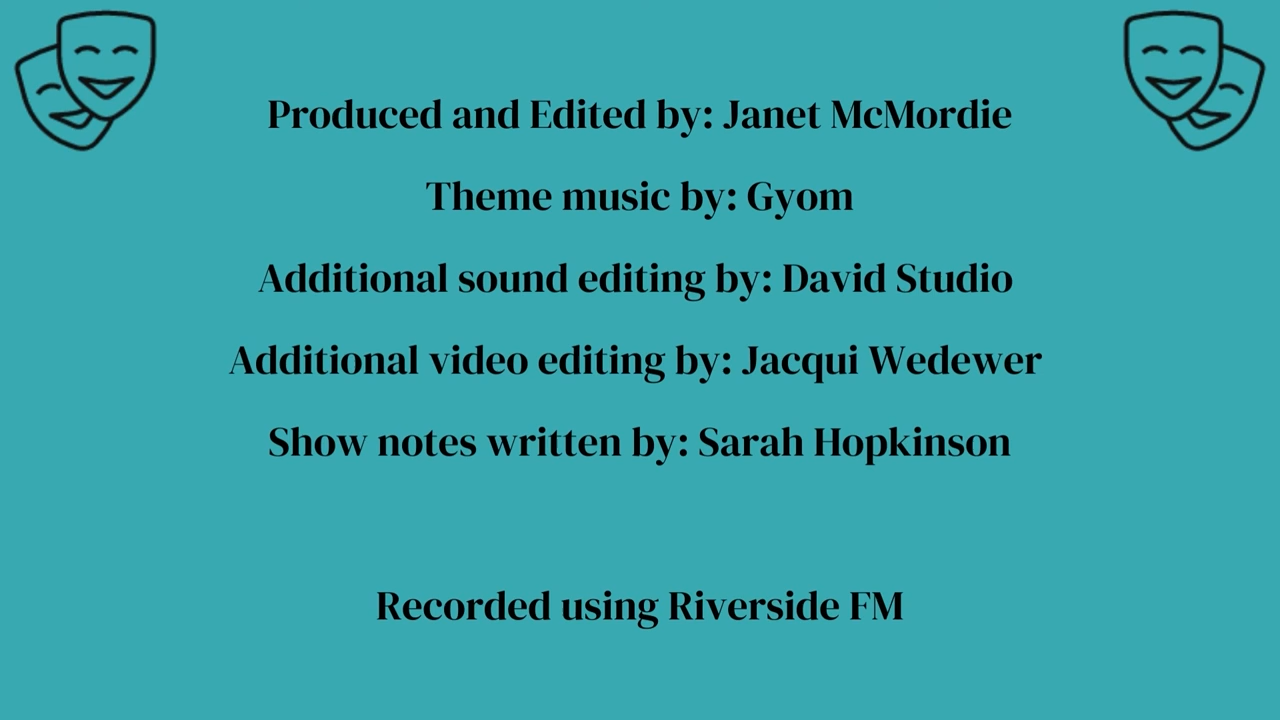 Produced and Edited by: Janet McMordie
Theme music by: Gyom
Additional sound editing by: David Studio
Additional video editing by: Jacqui Wedewer
Show notes written by: Sarah Hopkinson
Recorded using Riverside FM